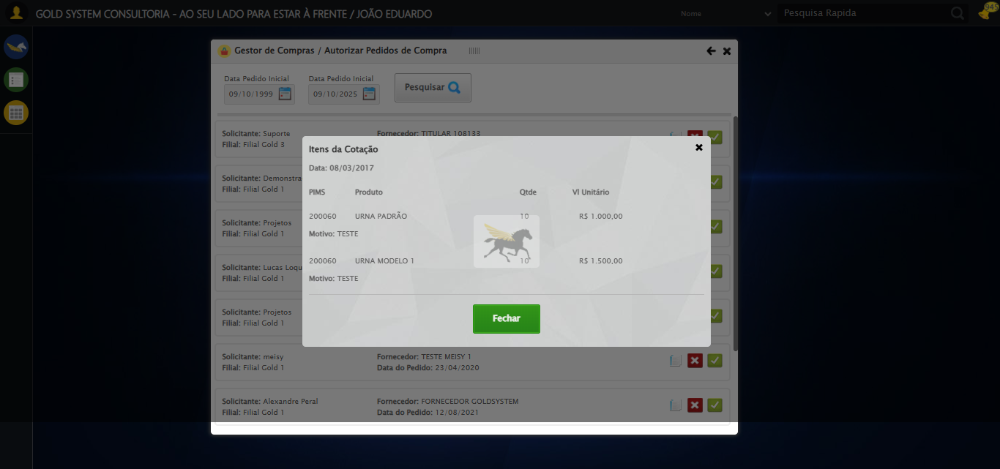 GOLD SYSTEM CONSULTORIA - AO SEU LADO PARA ESTAR À FRENTE / JOÃO EDUARDO
Nome
Pesquisa Rapida
945
Gestor de Compras / Autorizar Pedidos de Compra
Data Pedido Inicial Data Pedido Inicial
09/10/1999 09/10/2025 Pesquisar
Solicitante: Suporte Fornecedor: TITULAR 108133
Filial: Filial Gold 3
Itens da Cotação
Data: 08/03/2017
PIMS Produto Qtde Vl Unitário
200060 URNA PADRÃO 10 R$ 1.000,00
Motivo: TESTE
200060 URNA MODELO 1 10 R$ 1.500,00
Motivo: TESTE
Fechar
Solicitante: Demonstra
Filial: Filial Gold 1
Solicitante: Projetos
Filial: Filial Gold 1
Solicitante: Lucas Loqu
Filial: Filial Gold 1
Solicitante: Projetos
Filial: Filial Gold 1
Solicitante: meisy Fornecedor: TESTE MEISY 1
Filial: Filial Gold 1 Data do Pedido: 23/04/2020
Solicitante: Alexandre Peral Fornecedor: FORNECEDOR GOLDSYSTEM
Filial: Filial Gold 1 Data do Pedido: 12/08/2021